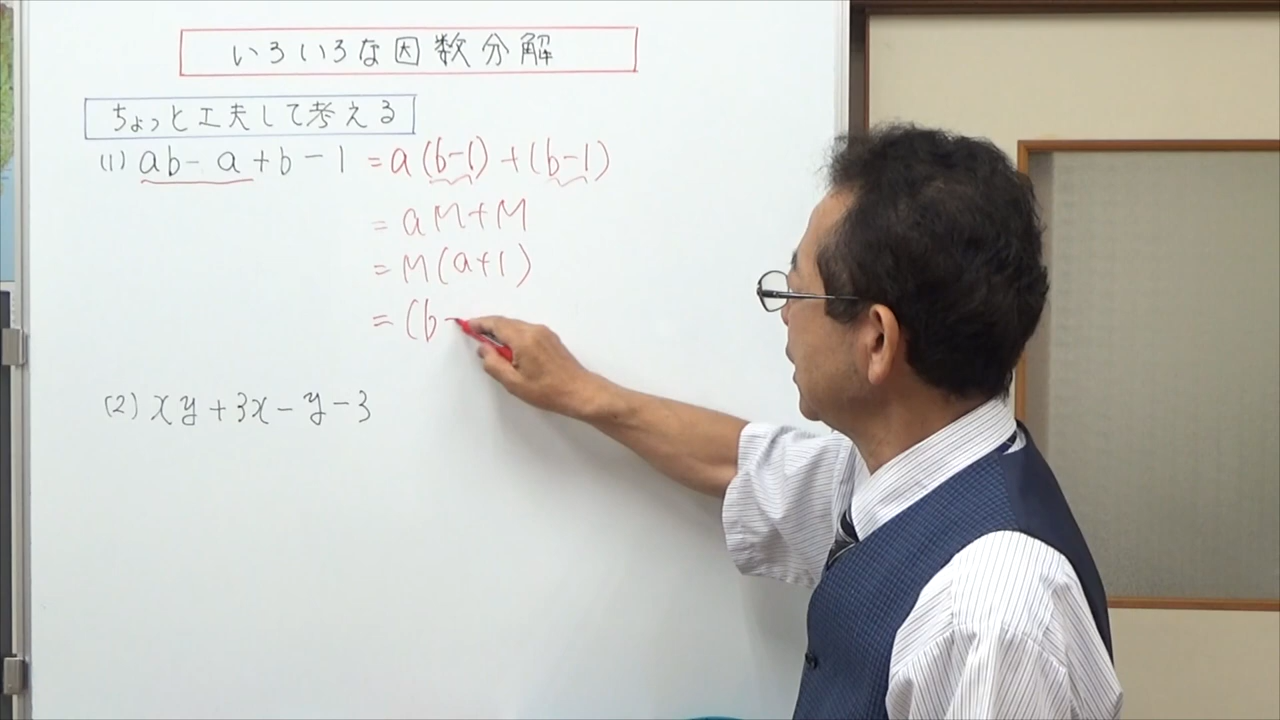 いろいろな因数分解
ちょっと工夫して考える
(1) ab - a + b - 1 = a(b-1) + (b-1)
= aM+M
= M(a+1)
= (b-
(2) xy + 3x - y - 3